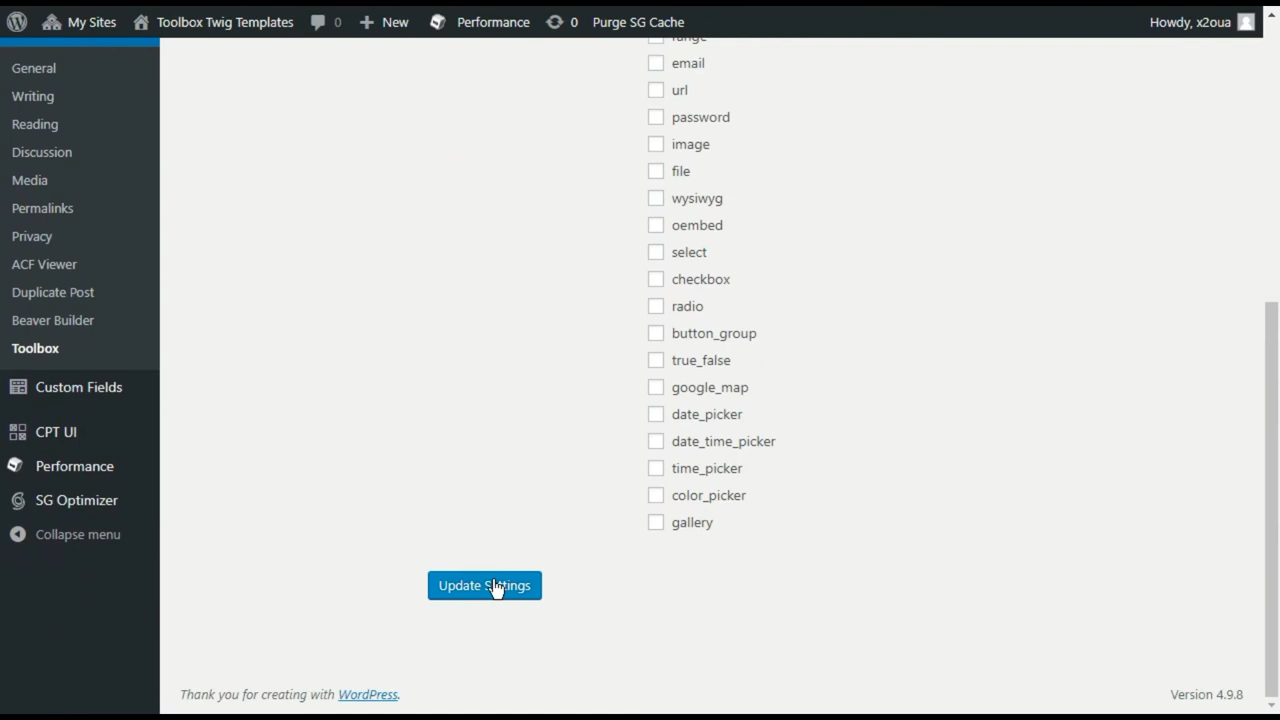 My Sites Toolbox Twig Templates 0 New Performance 0 Purge SG Cache Howdy, x2oua
General
Writing
Reading
Discussion
Media
Permalinks
Privacy
ACF Viewer
Duplicate Post
Beaver Builder
Toolbox
Custom Fields
CPT UI
Performance
SG Optimizer
Collapse menu
range
email
url
password
image
file
wysiwyg
oembed
select
checkbox
radio
button_group
true_false
google_map
date_picker
date_time_picker
time_picker
color_picker
gallery
Update Settings
Thank you for creating with WordPress.
Version 4.9.8